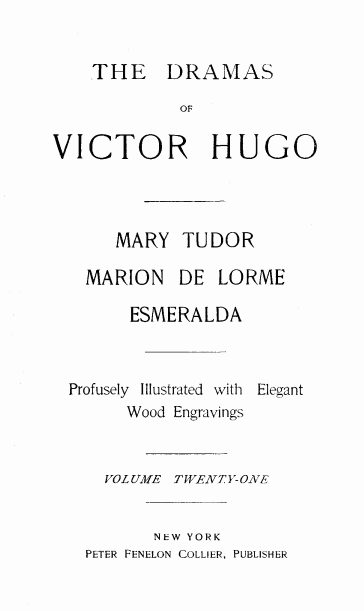 THE DRAMAS
OF
VICTOR HUGO
MARY TUDOR
MARION DE LORME
ESMERALDA
Profusely Illustrated with Elegant
Wood Engravings
VOLUME TWENTY-ONE
NEW YORK
PETER FENELON COLLIER, PUBLISHER